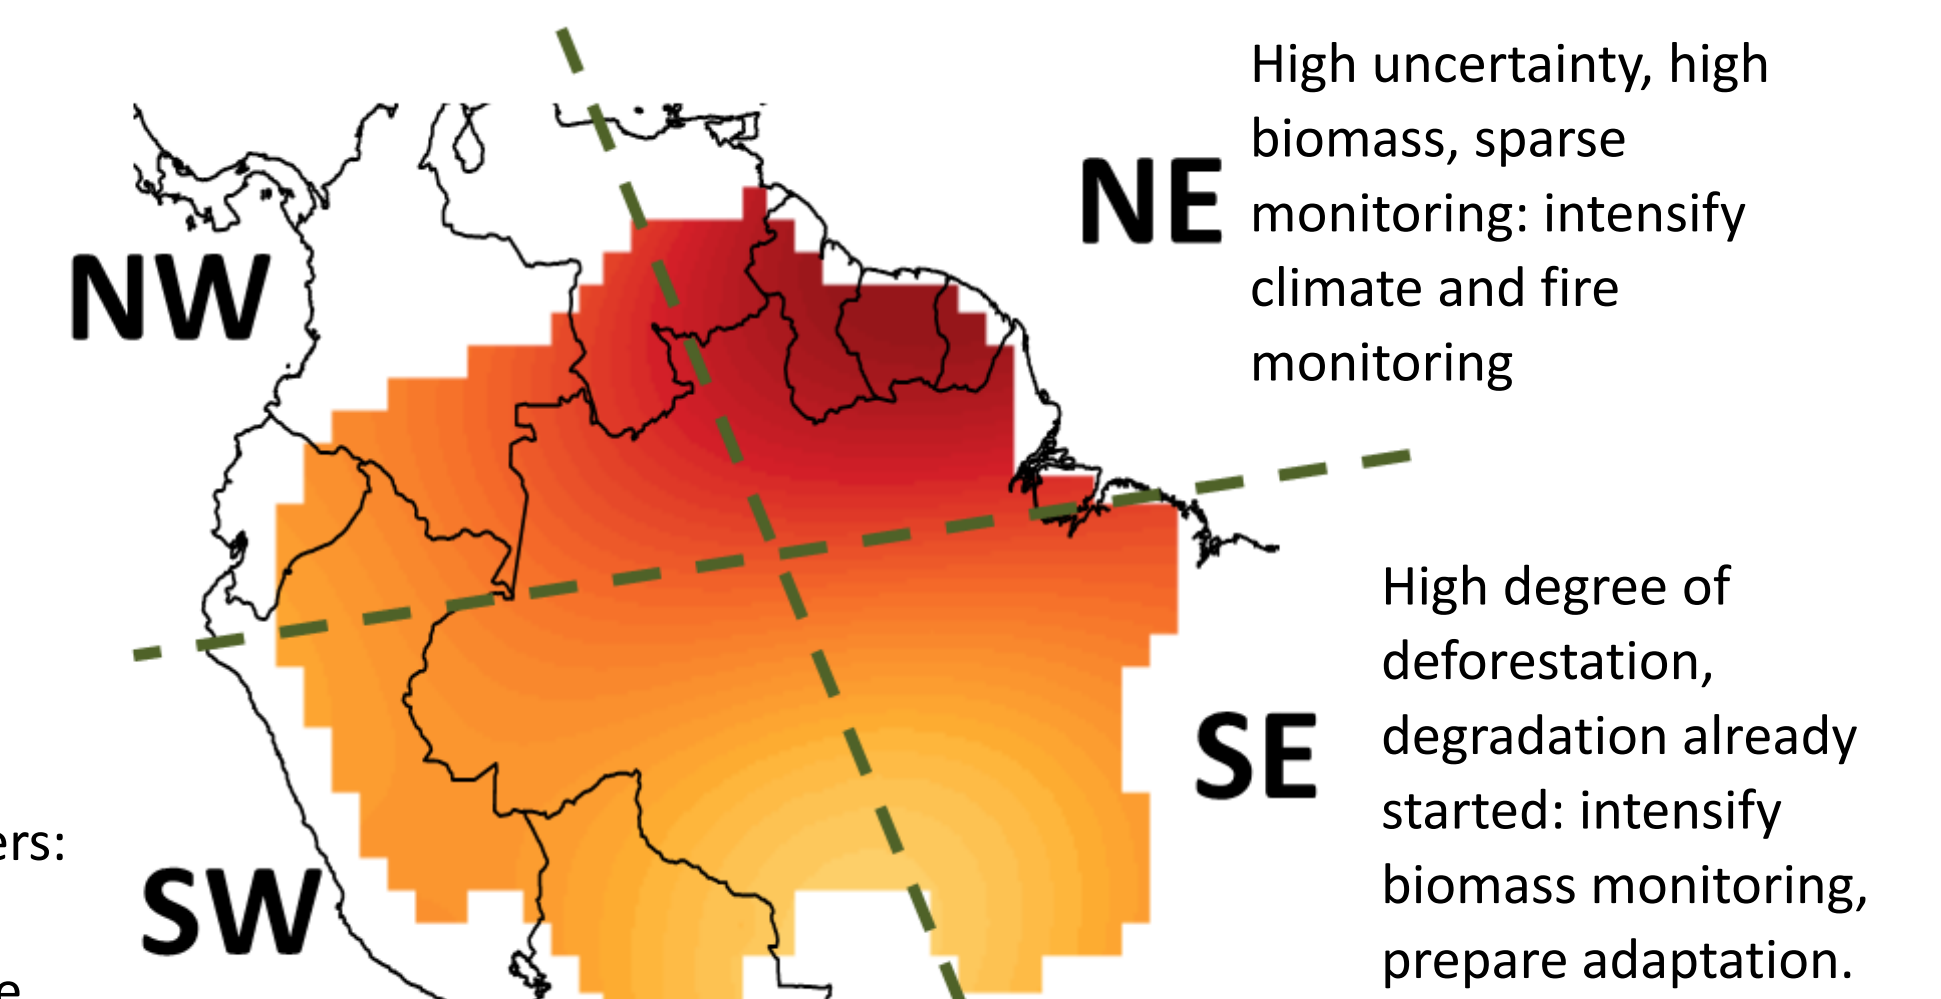 NE
High uncertainty, high
biomass, sparse
monitoring: intensify
climate and fire
monitoring
NW
SE
High degree of
deforestation,
degradation already
started: intensify
biomass monitoring,
prepare adaptation.
ers:
SW
e